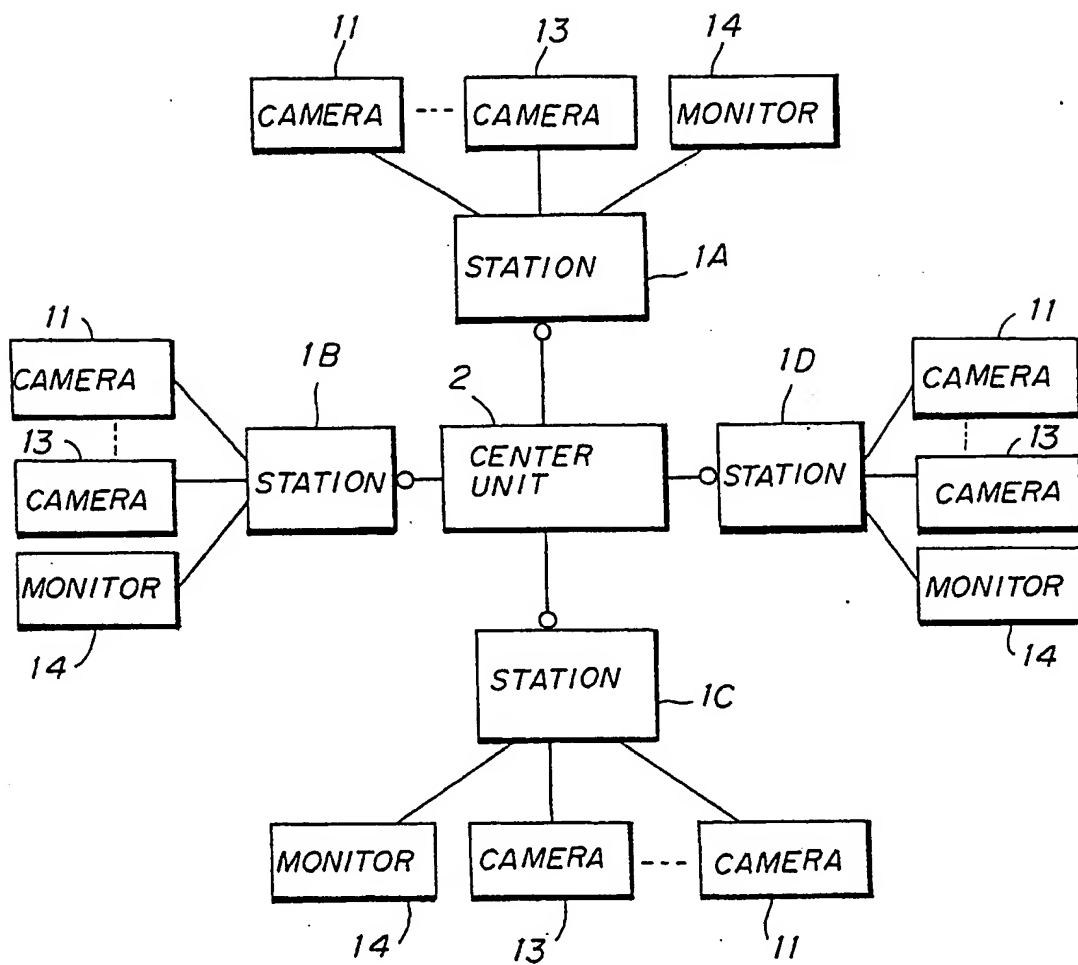 11 13 14
CAMERA --- CAMERA MONITOR
STATION
1A
11 11
CAMERA 1B 2 1D CAMERA
13 13
CAMERA STATION CENTER
UNIT STATION CAMERA
MONITOR MONITOR
14 14
STATION
1C
MONITOR CAMERA --- CAMERA
14 13 11